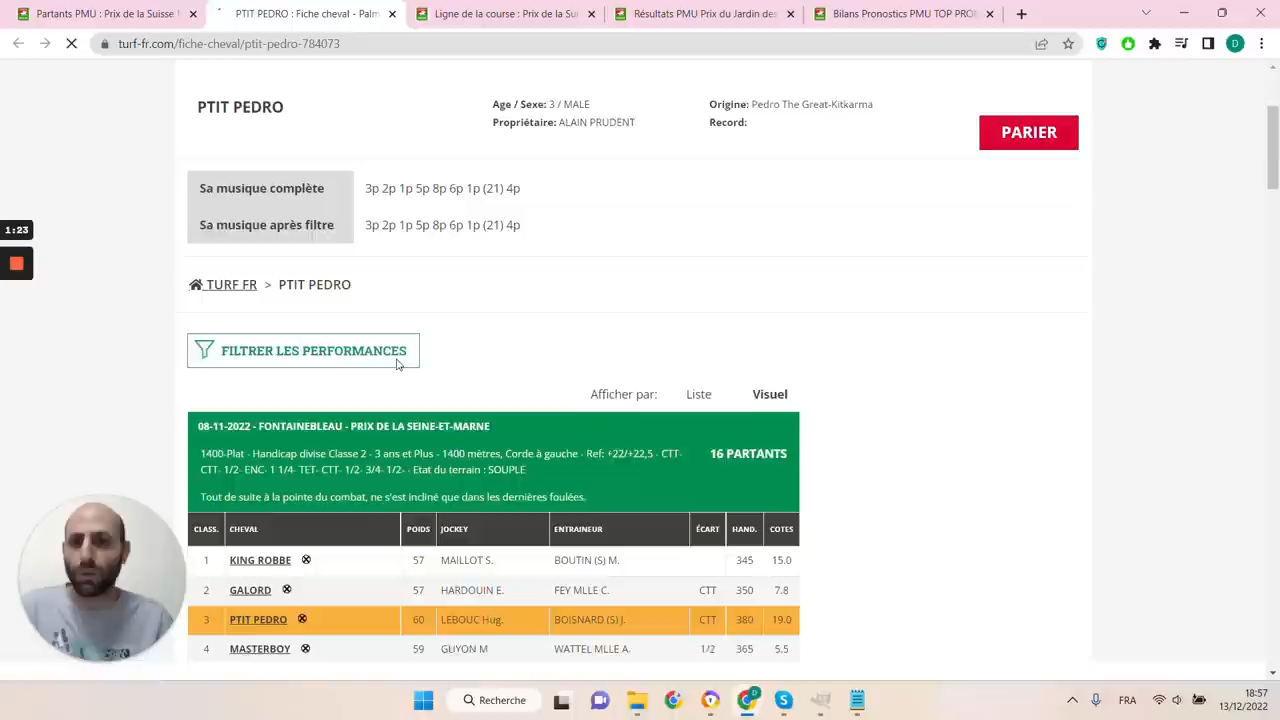 Partants PMU du Prix de la Suisse
PTIT PEDRO: Cheval - Palm
Pronostics PMU - Prix de la Su
Résultats PMU du Jardin des
Bilans Pronostics PMU TOP PRO
turf-fr.com/fiche-cheval/ptit-pedro-784073
D
PTIT PEDRO
Age / Sexe: 3 / MALE
Origine: Pedro The Great-Kitkarma
Propriétaire: ALAIN PRUDENT
Record:
PARIER
Sa musique complète 3p 2p 1p 5p 8p 6p 1p (21) 4p
Sa musique après filtre 3p 2p 1p 5p 8p 6p 1p (21) 4p
1:23
TURF FR > PTIT PEDRO
FILTRER LES PERFORMANCES
Afficher par: Liste Visuel
08-11-2022 - FONTAINEBLEAU - PRIX DE LA SEINE-ET-MARNE
1400-Plat - Handicap divise Classe 2 - 3 ans et Plus - 1400 mètres, Corde à gauche - Ref: +22/+22,5 - CTT-
CTT- 1/2- ENC- 1 1/4- TET- CTT- 1/2- 3/4- 1/2- - Etat du terrain : SOUPLE
16 PARTANTS
Tout de suite à la pointe du combat, ne s'est incliné que dans les dernières foulées.
CLASS. CHEVAL POIDS JOCKEY ENTRAINEUR ÉCART HAND. COTES
1 KING ROBBE 57 MAILLOT S. BOUTIN (S) M. 345 15.0
2 GALORD 57 HARDOUIN E. FEY MLLE C. CTT 350 7.8
3 PTIT PEDRO 60 LEBOUC Hug. BOISNARD (S) J. CTT 380 19.0
4 MASTERBOY 59 GUYON M WATTEL MLLE A. 1/2 365 5.5
Recherche
D
FRA
18:57
13/12/2022